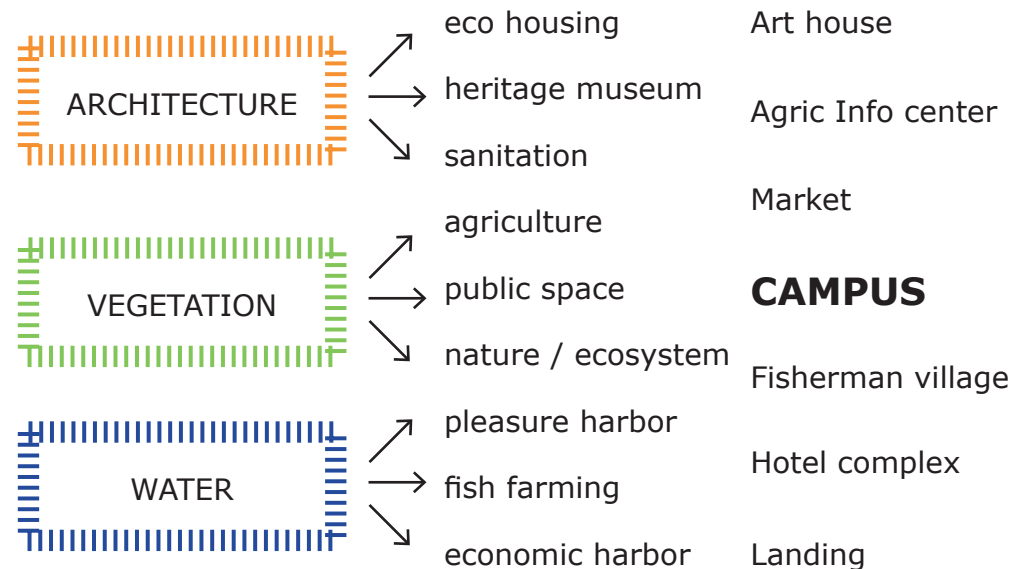 ARCHITECTURE
eco housing
heritage museum
sanitation
VEGETATION
agriculture
public space
nature / ecosystem
WATER
pleasure harbor
fish farming
economic harbor
Art house
Agric Info center
Market
CAMPUS
Fisherman village
Hotel complex
Landing